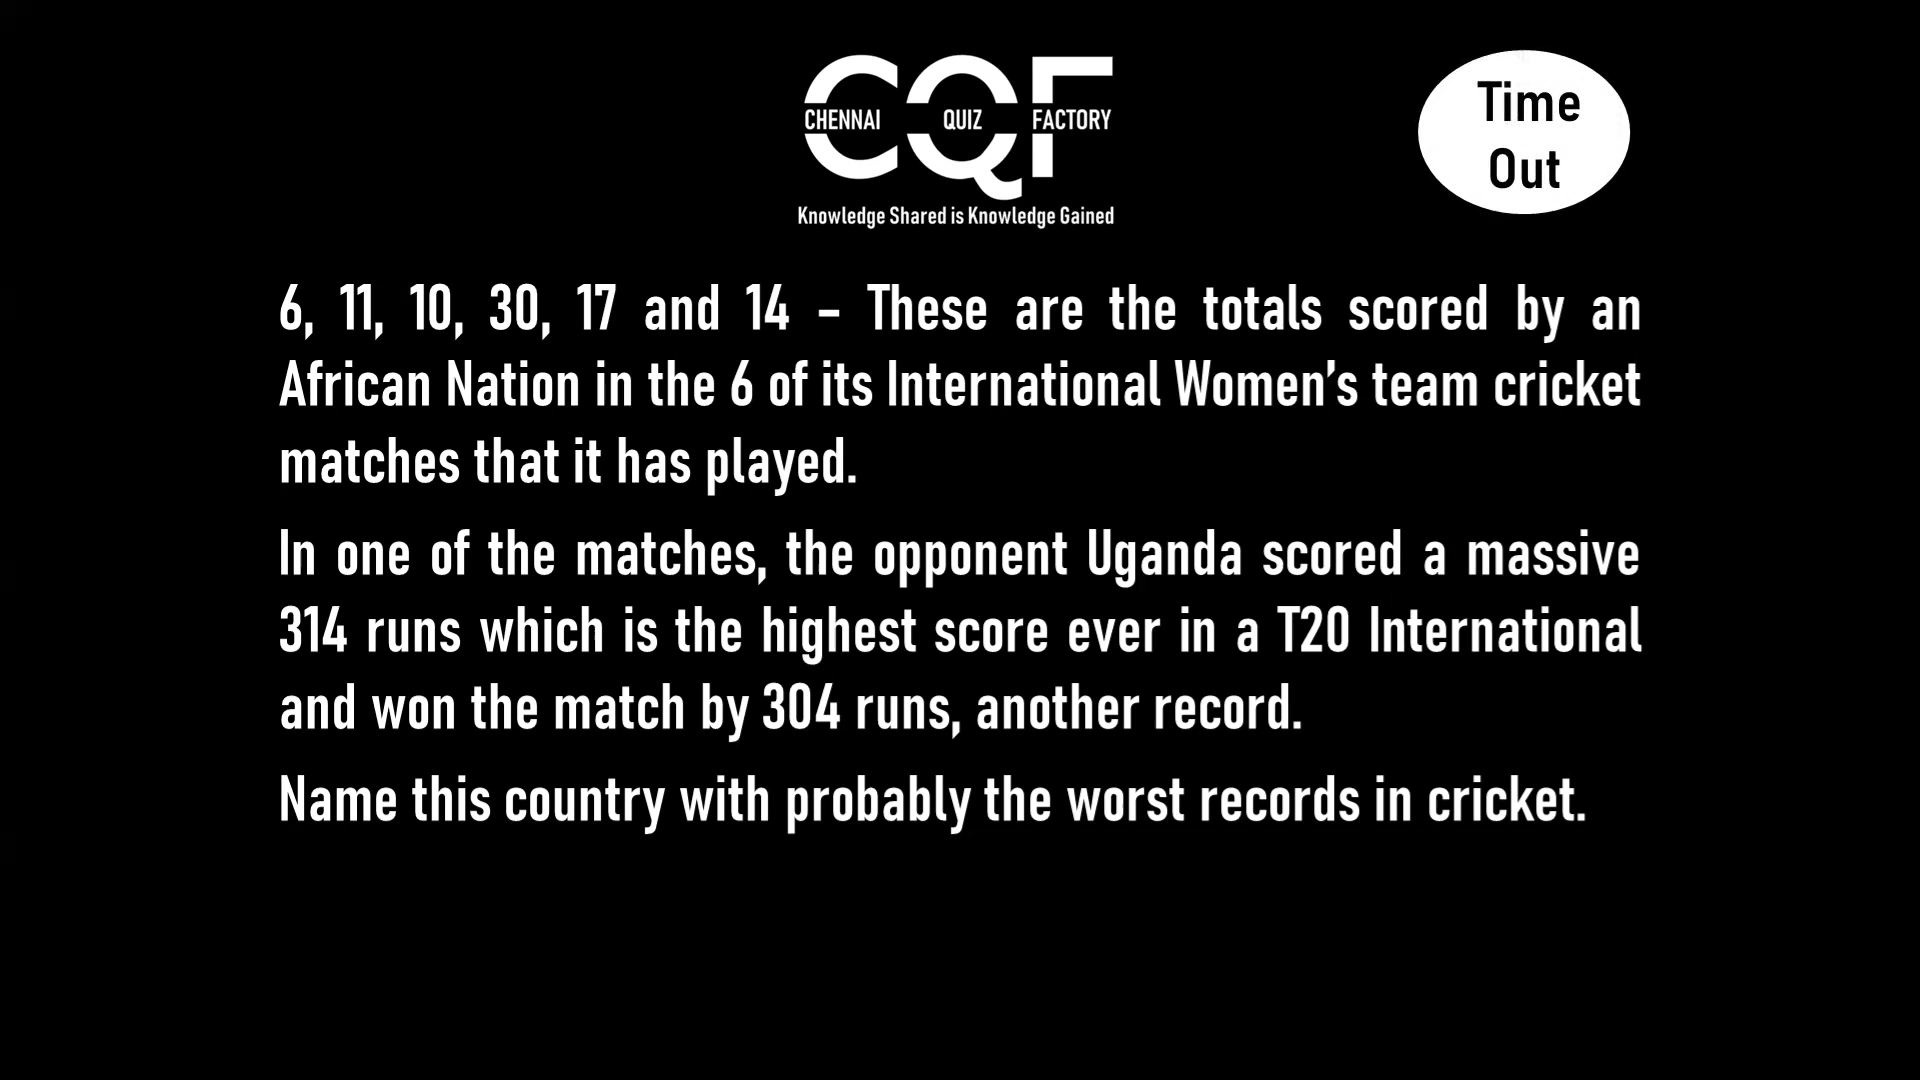 CHENNAI QUIZ FACTORY
CQF
Knowledge Shared is Knowledge Gained
Time
Out
6, 11, 10, 30, 17 and 14 – These are the totals scored by an
African Nation in the 6 of its International Women’s team cricket
matches that it has played.
In one of the matches, the opponent Uganda scored a massive
314 runs which is the highest score ever in a T20 International
and won the match by 304 runs, another record.
Name this country with probably the worst records in cricket.